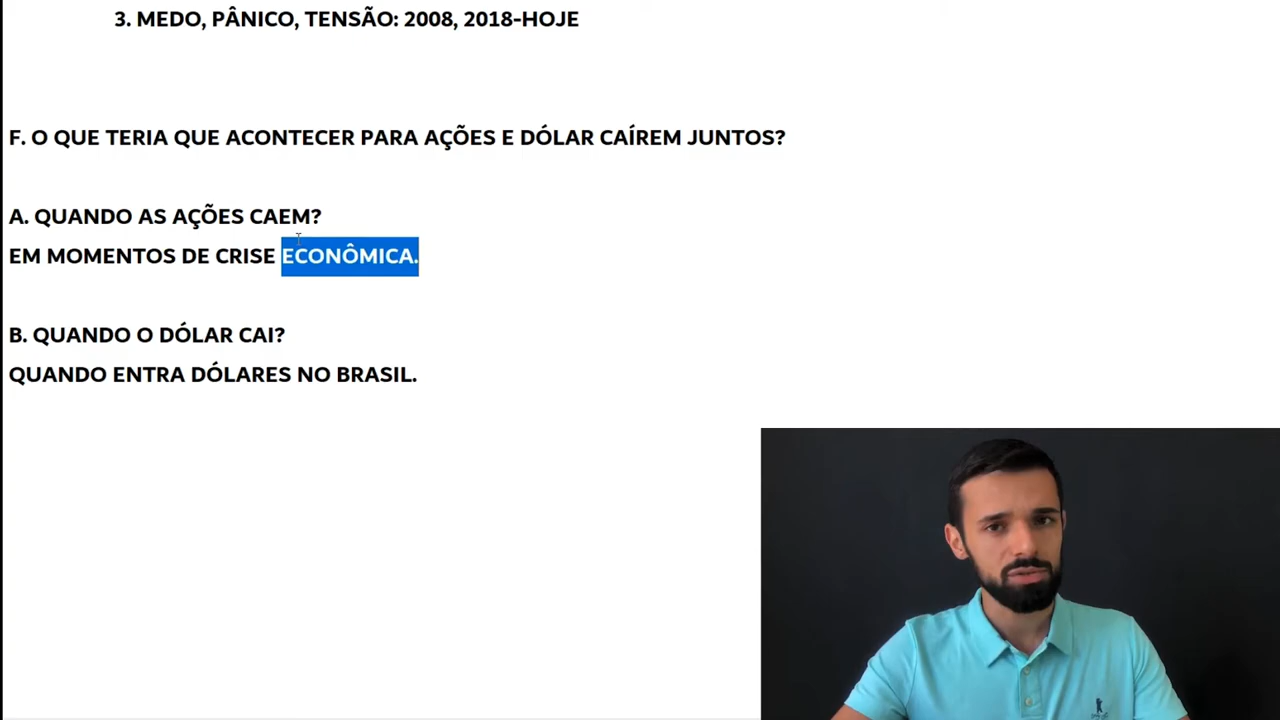 3. MEDO, PÂNICO, TENSÃO: 2008, 2018-HOJE
F. O QUE TERIA QUE ACONTECER PARA AÇÕES E DÓLAR CAÍREM JUNTOS?
A. QUANDO AS AÇÕES CAEM?
EM MOMENTOS DE CRISE ECONÔMICA.
B. QUANDO O DÓLAR CAI?
QUANDO ENTRA DÓLARES NO BRASIL.